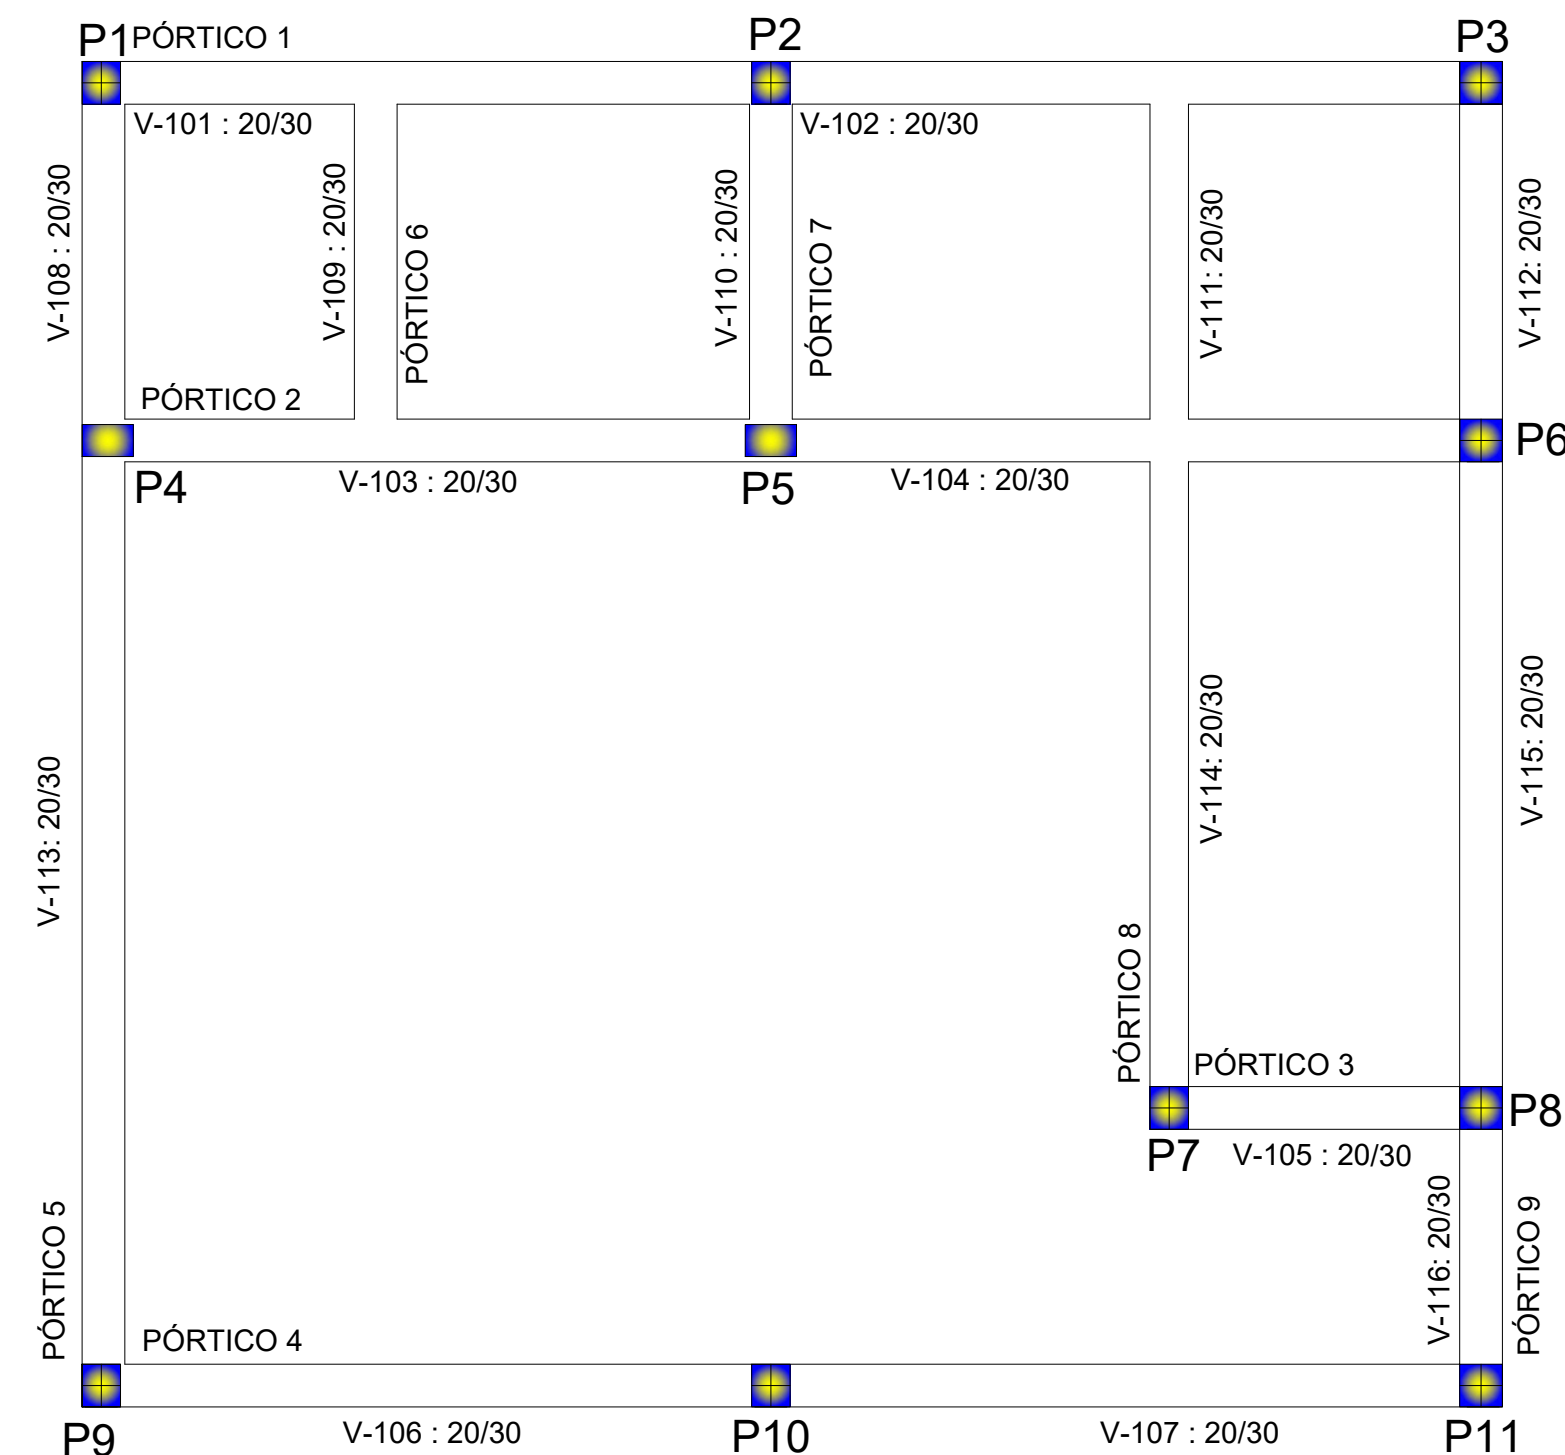 P1
PÓRTICO 1
P2
P3
V-101 : 20/30
V-102 : 20/30
V-108 : 20/30
V-109 : 20/30
PÓRTICO 6
V-110 : 20/30
PÓRTICO 7
V-111: 20/30
V-112: 20/30
PÓRTICO 2
P4
V-103 : 20/30
P5
V-104 : 20/30
P6
V-113: 20/30
V-114: 20/30
V-115: 20/30
PÓRTICO 8
PÓRTICO 3
P7
V-105 : 20/30
P8
PÓRTICO 5
V-116: 20/30
PÓRTICO 9
PÓRTICO 4
P9
V-106 : 20/30
P10
V-107 : 20/30
P11